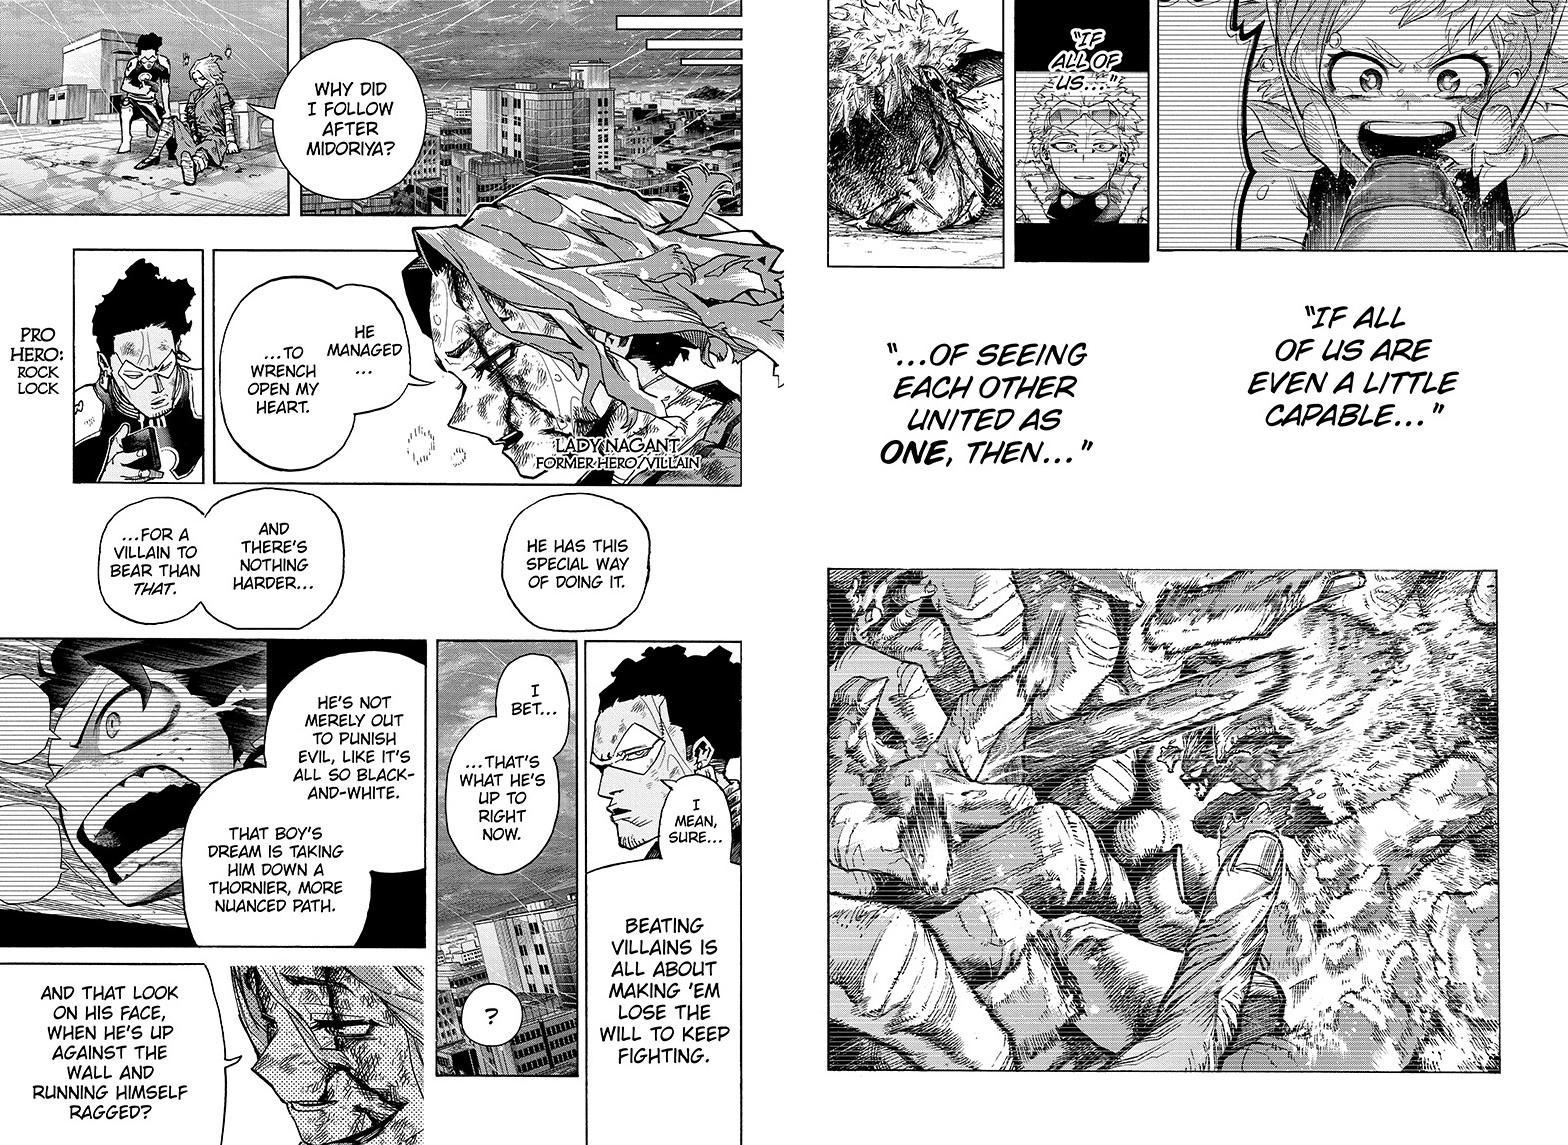 "IF
ALL OF
US..."
"IF ALL
OF US ARE
EVEN A LITTLE
CAPABLE..."
"...OF SEEING
EACH OTHER
UNITED AS
ONE, THEN..."
WHY DID
I FOLLOW
AFTER
MIDORIYA?
HE
MANAGED
...
...TO
WRENCH
OPEN MY
HEART.
LADY NAGANT
FORMER HERO/VILLAIN
PRO
HERO:
ROCK
LOCK
HE HAS THIS
SPECIAL WAY
OF DOING IT.
AND
THERE'S
NOTHING
HARDER...
...FOR A
VILLAIN TO
BEAR THAN
THAT.
I
MEAN,
SURE...
BEATING
VILLAINS IS
ALL ABOUT
MAKING 'EM
LOSE THE
WILL TO KEEP
FIGHTING.
I
BET...
...THAT'S
WHAT HE'S
UP TO
RIGHT
NOW.
?
HE'S NOT
MERELY OUT
TO PUNISH
EVIL, LIKE IT'S
ALL SO BLACK-
AND-WHITE.
THAT BOY'S
DREAM IS TAKING
HIM DOWN A
THORNIER, MORE
NUANCED PATH.
AND THAT LOOK
ON HIS FACE,
WHEN HE'S UP
AGAINST THE
WALL AND
RUNNING HIMSELF
RAGGED?